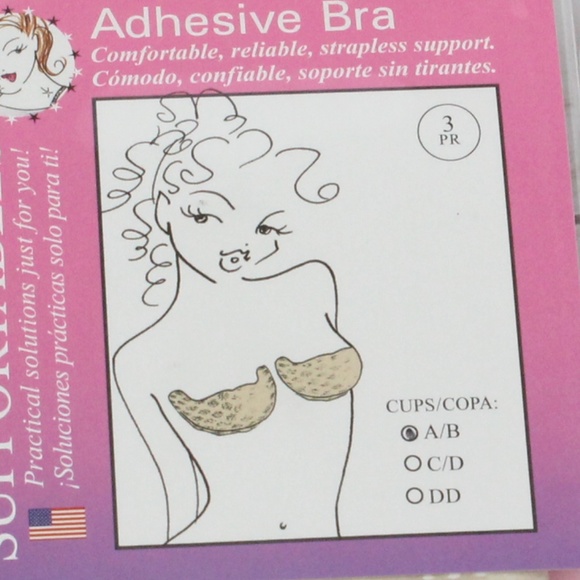 Adhesive Bra
Comfortable, reliable, strapless support.
Cómodo, confiable, soporte sin tirantes.
3
PR
CUPS/COPA:
A/B
C/D
DD
Practical solutions just for you!
¡Soluciones prácticas solo para ti!